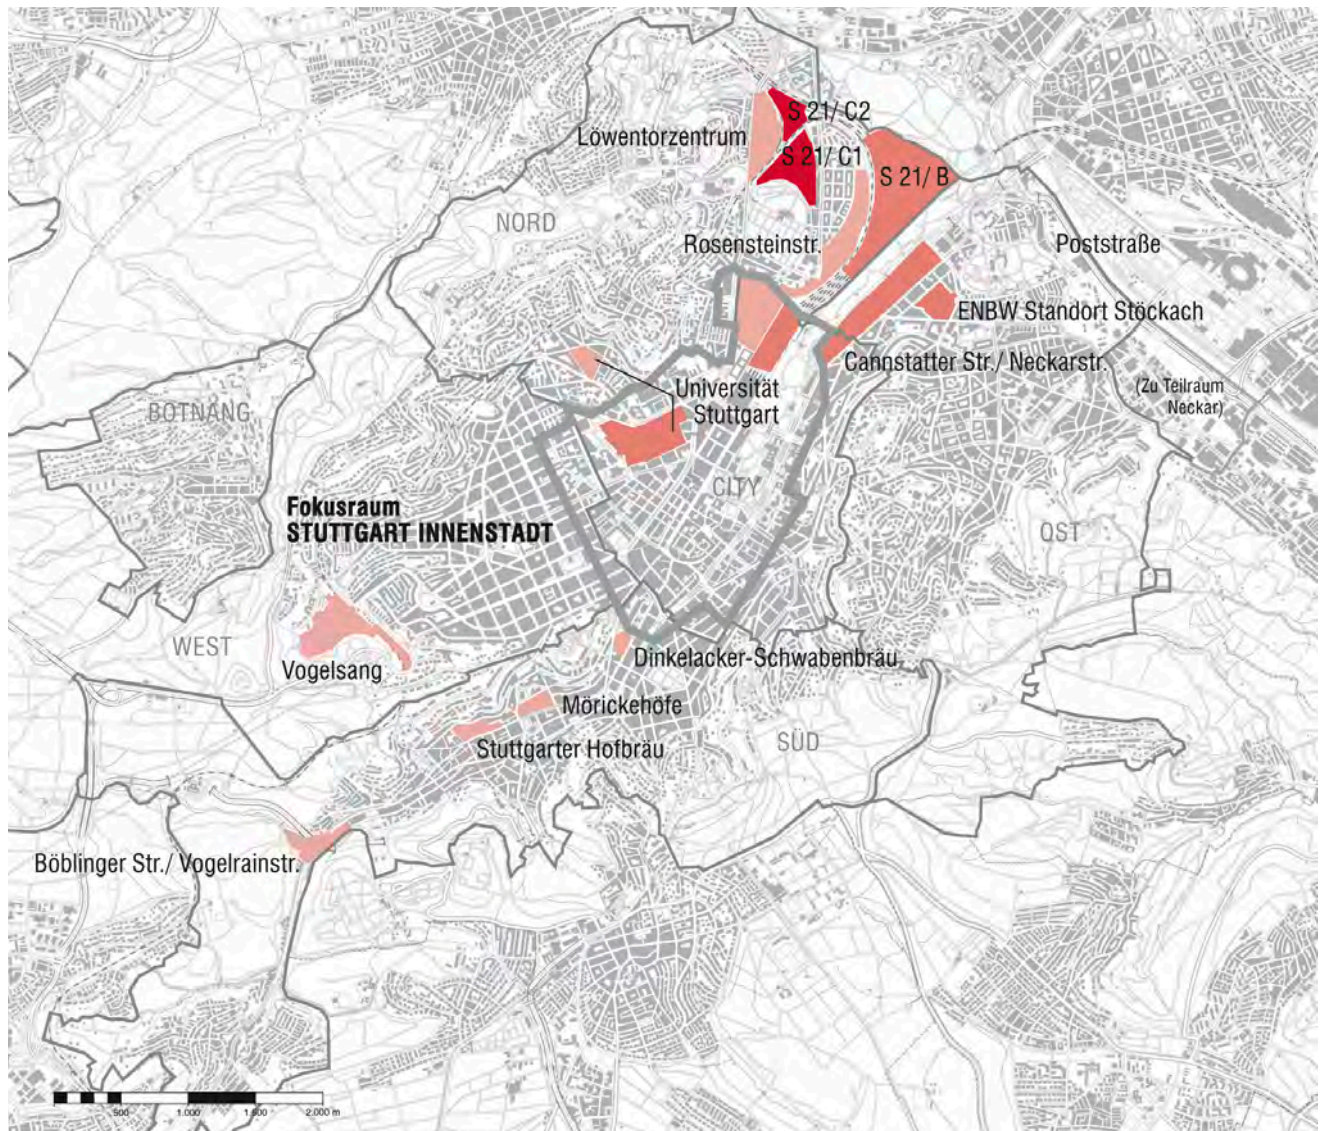 S 21/ C2
Löwentorzentrum
S 21/ C1
S 21/ B
NORD
Rosensteinstr.
Poststraße
ENBW Standort Stöckach
Cannstatter Str./ Neckarstr.
Universität
Stuttgart
(Zu Teilraum
Neckar)
BOTNANG
CITY
Fokusraum
STUTTGART INNENSTADT
OST
WEST
Vogelsang
Dinkelacker-Schwabenbräu
Mörickehöfe
SÜD
Stuttgarter Hofbräu
Böblinger Str./ Vogelrainstr.
500 1.000 1.500 2.000 m